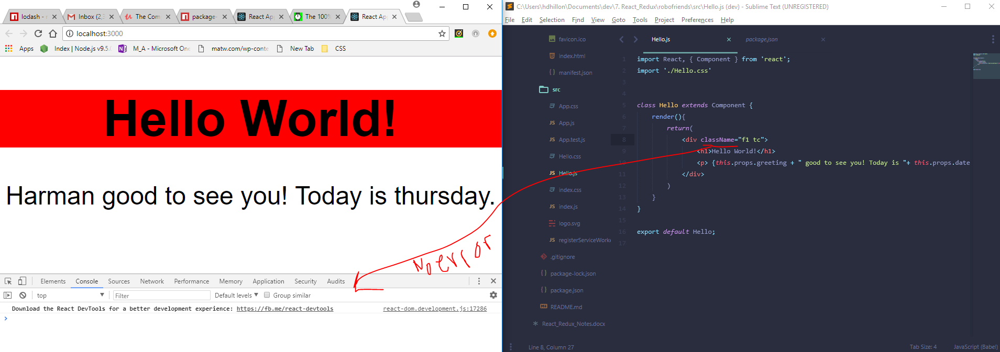 lodash - n
Inbox (2,3
The Com
package-
React Ap
The 100%
React Ap
localhost:3000
Apps
Index | Node.js v9.5.0
M_A - Microsoft One
matw.com/wp-conte
New Tab
CSS
Hello World!
Harman good to see you! Today is thursday.
No error
Elements Console Sources Network Performance Memory Application Security Audits
top Filter Default levels ▼ Group similar
Download the React DevTools for a better development experience: https://fb.me/react-devtools react-dom.development.js:17286
>
C:\Users\hdhillon\Documents\dev\7. React_Redux\robofriends\src\Hello.js (dev) - Sublime Text (UNREGISTERED)
File Edit Selection Find View Goto Tools Project Preferences Help
favicon.ico
index.html
manifest.json
src
App.css
App.js
App.test.js
Hello.css
Hello.js
index.css
index.js
logo.svg
registerServiceWorke
.gitignore
package-lock.json
package.json
README.md
React_Redux_Notes.docx
Hello.js package.json
1 import React, { Component } from 'react';
2 import './Hello.css'
3
4
5 class Hello extends Component {
6 render(){
7 return(
8 <div className="f1 tc">
9 <h1>Hello World!</h1>
10 <p> {this.props.greeting + " good to see you! Today is "+ this.props.date
11 </div>
12 )
13 }
14 }
15
16 export default Hello;
17
Line 8, Column 27
Tab Size: 4
JavaScript (Babel)